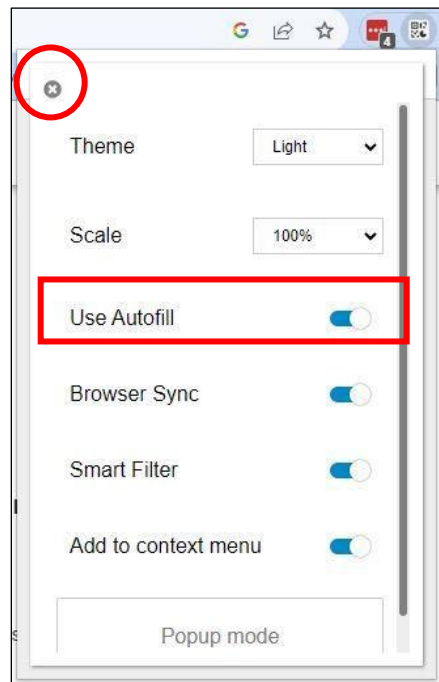 G
4
Theme
Light
Scale
100%
Use Autofill
Browser Sync
Smart Filter
Add to context menu
Popup mode